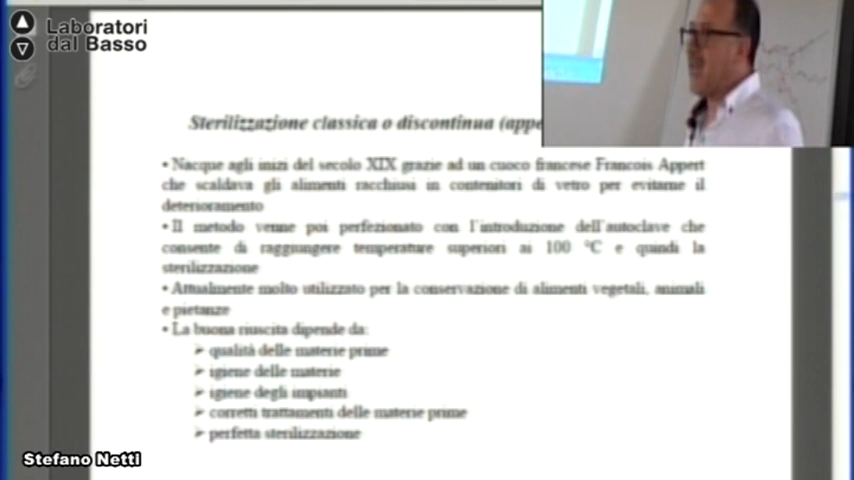 Laboratori
dal Basso
Sterilizzazione classica o discontinua (appe
• Nacque agli inizi del secolo XIX grazie ad un cuoco francese Francois Appert
che scaldava gli alimenti racchiusi in contenitori di vetro per evitarne il
deterioramento
• Il metodo venne poi perfezionato con l'introduzione dell'autoclave che
consente di raggiungere temperature superiori ai 100 °C e quindi la
sterilizzazione
• Attualmente molto utilizzato per la conservazione di alimenti vegetali, animali
e pietanze
• La buona riuscita dipende da:
➢ qualità delle materie prime
➢ igiene delle materie
➢ igiene degli impianti
➢ corretti trattamenti delle materie prime
➢ perfetta sterilizzazione
Stefano Netti